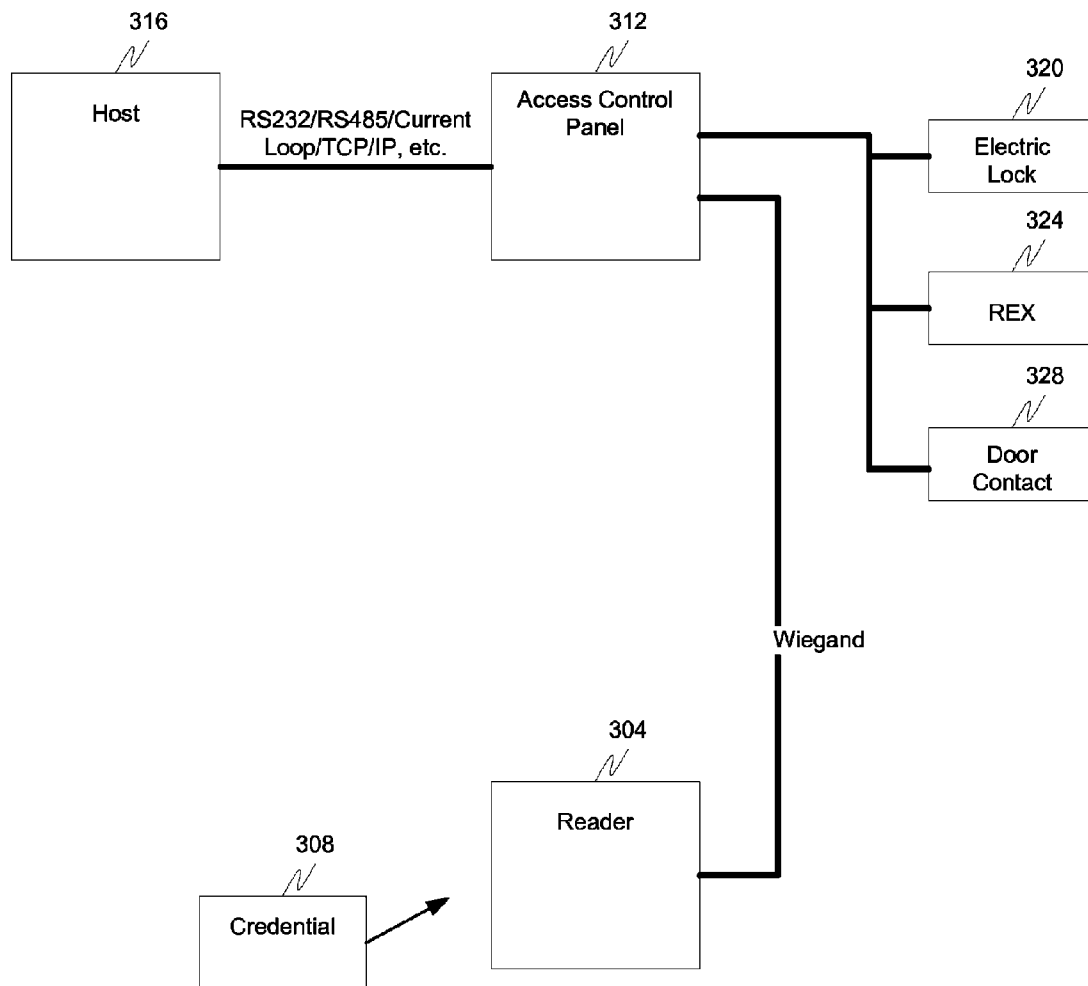 316
312
320
Host
Access Control
Panel
RS232/RS485/Current
Loop/TCP/IP, etc.
Electric
Lock
324
REX
328
Door
Contact
Wiegand
304
Reader
308
Credential